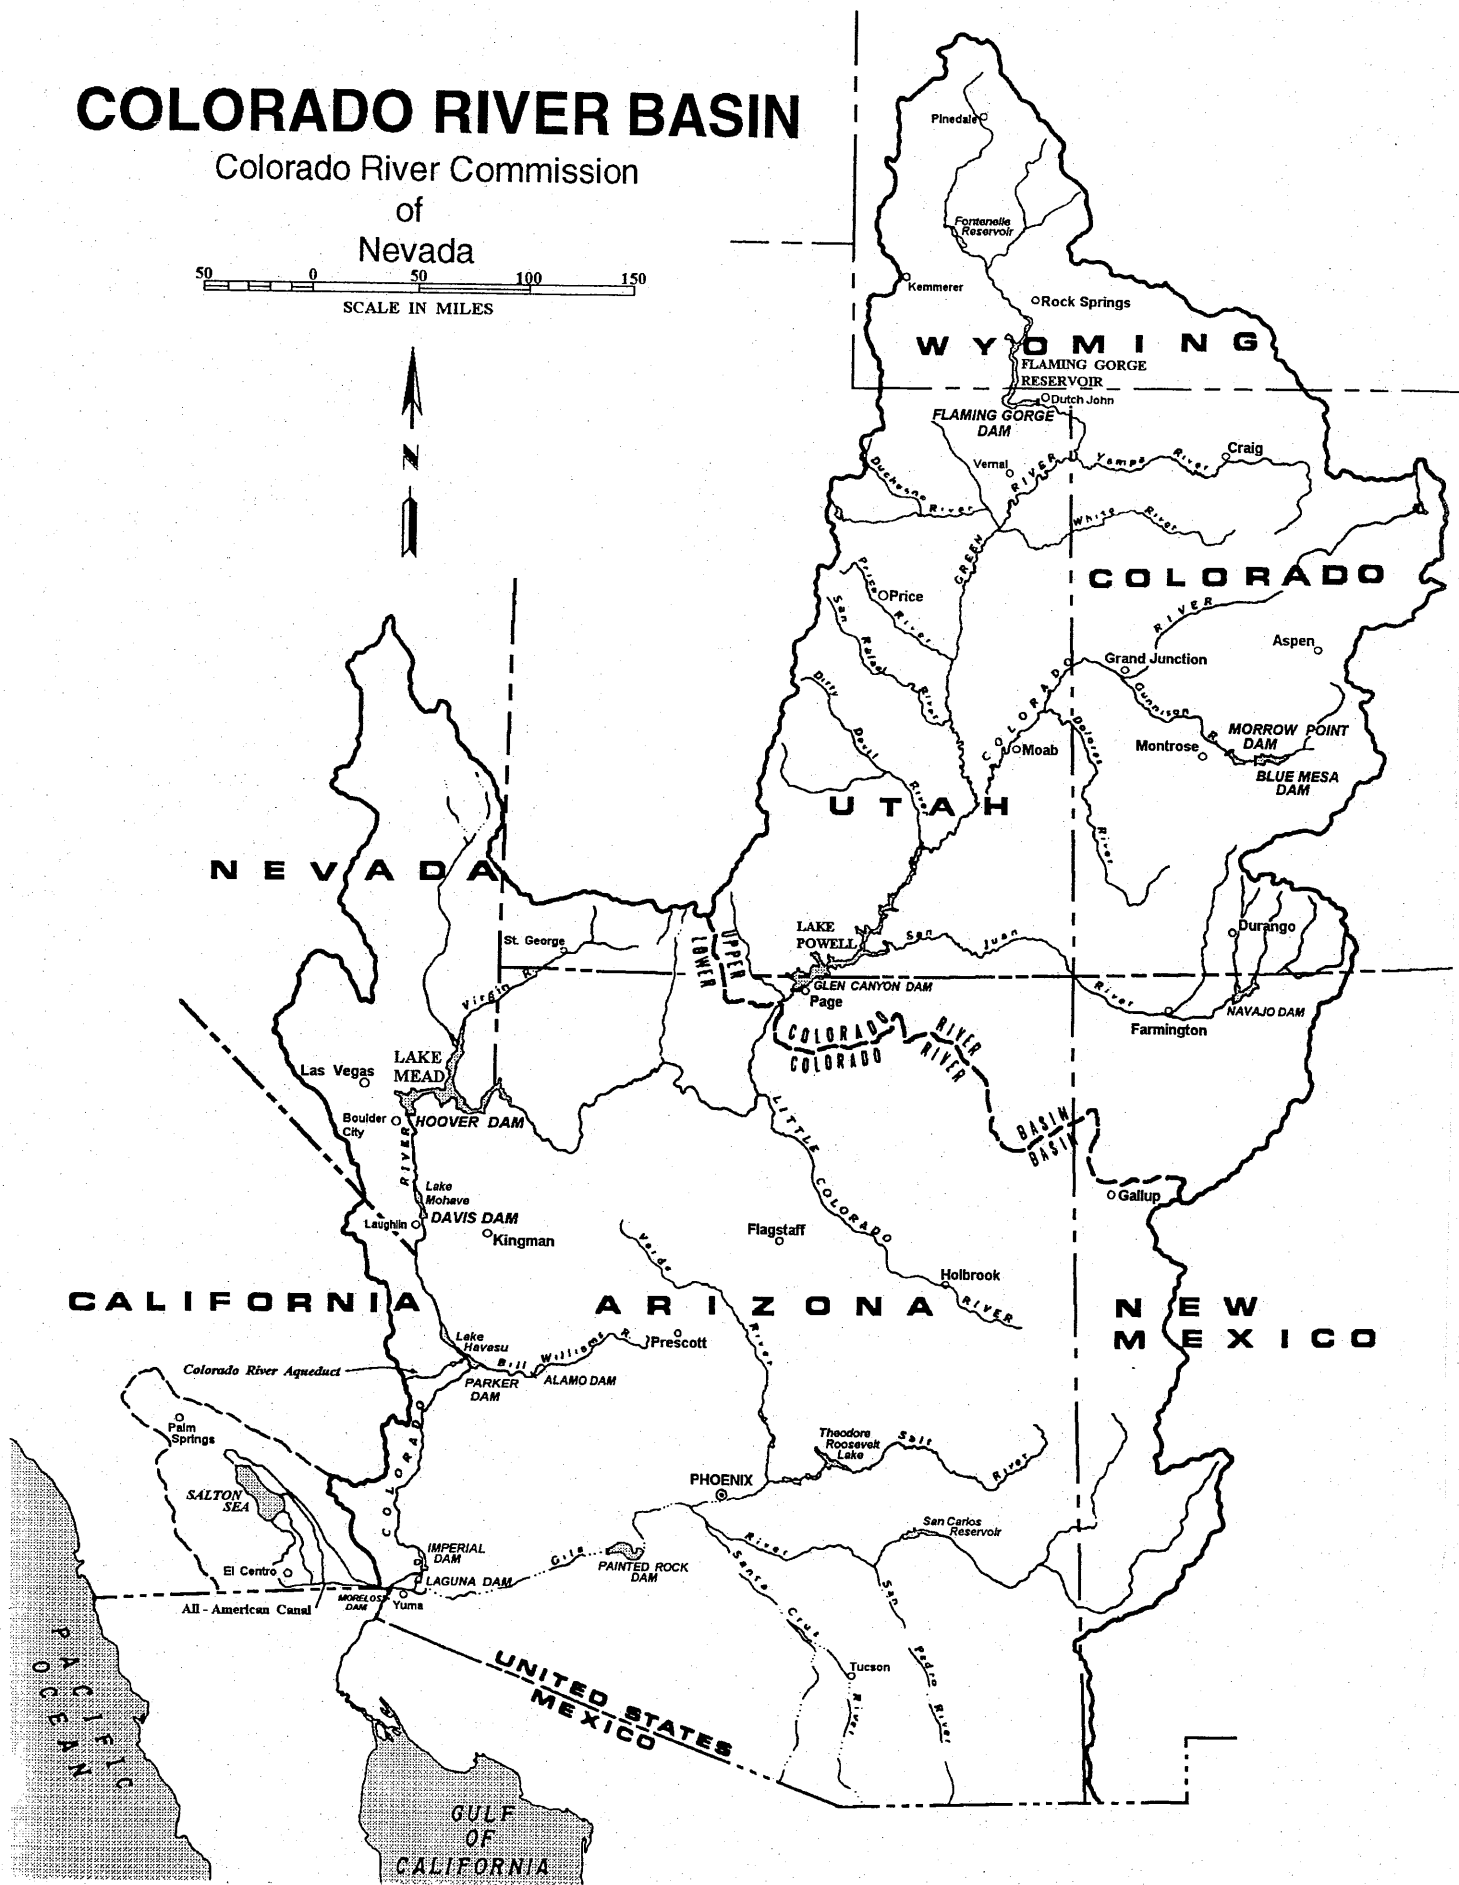 COLORADO RIVER BASIN
Colorado River Commission
of
Nevada
50 0 50 100 150
SCALE IN MILES
N
Pinedale
Fontenelle
Reservoir
Kemmerer
Rock Springs
WYOMING
FLAMING GORGE
RESERVOIR
Dutch John
FLAMING GORGE
DAM
Vernal
Duchesne River
GREEN RIVER
Yampa River
Craig
White River
COLORADO
Price River
Price
San Rafael River
Dirty Devil River
COLORADO RIVER
Aspen
Grand Junction
Gunnison R.
MORROW POINT
DAM
Montrose
BLUE MESA
DAM
Moab
Dolores River
UTAH
NEVADA
St. George
Virgin R.
UPPER
LOWER
LAKE
POWELL
San Juan River
Durango
GLEN CANYON DAM
Page
NAVAJO DAM
Farmington
COLORADO RIVER BASIN
COLORADO RIVER BASIN
Las Vegas
LAKE
MEAD
Boulder
City
HOOVER DAM
RIVER
LITTLE COLORADO RIVER
Lake
Mohave
DAVIS DAM
Laughlin
Kingman
Gallup
Flagstaff
Verde River
Holbrook
CALIFORNIA
ARIZONA
NEW
MEXICO
Lake
Havasu
Bill Williams R.
Prescott
Colorado River Aqueduct
PARKER
DAM
ALAMO DAM
COLORADO
Palm
Springs
Theodore
Roosevelt
Lake
Salt River
PHOENIX
SALTON
SEA
San Carlos
Reservoir
IMPERIAL
DAM
Gila River
PAINTED ROCK
DAM
El Centro
LAGUNA DAM
MORELOS
DAM
Yuma
All-American Canal
Santa Cruz River
San Pedro River
Tucson
UNITED STATES
MEXICO
PACIFIC
OCEAN
GULF
OF
CALIFORNIA